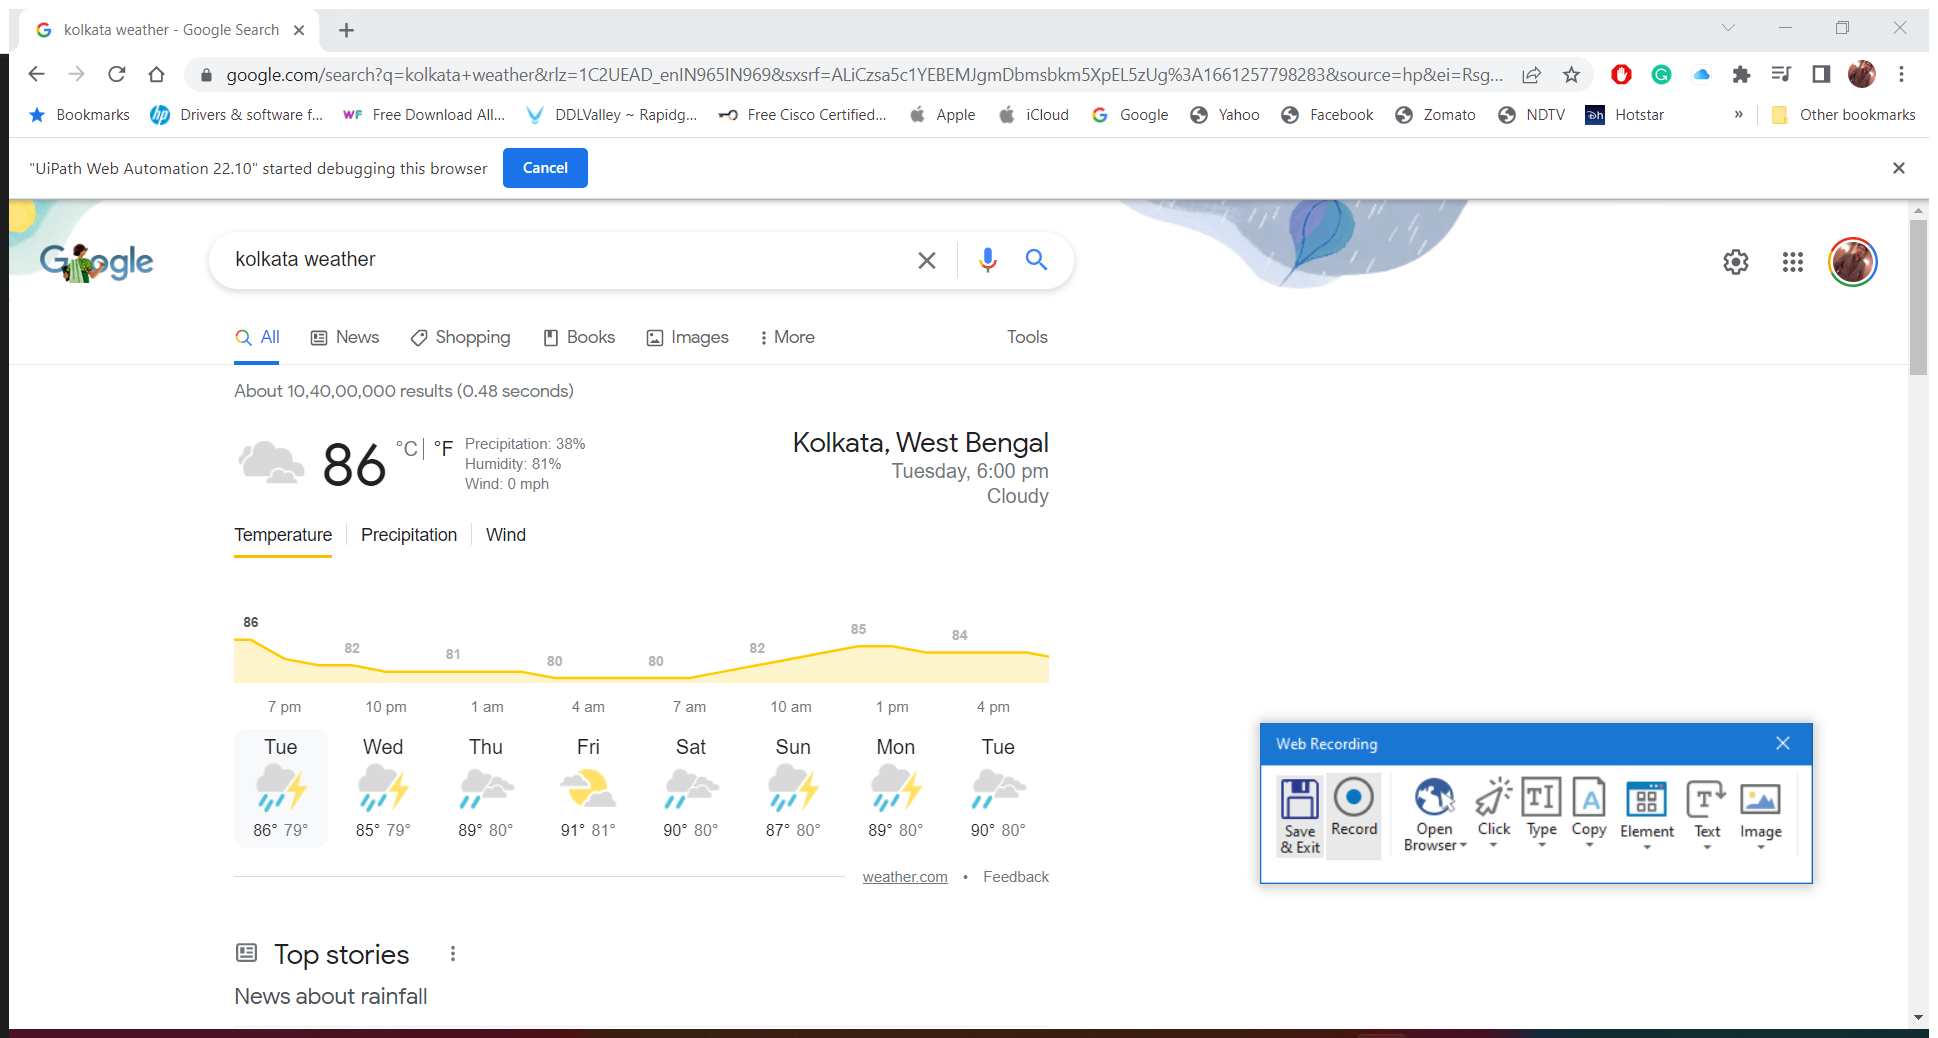 kolkata weather - Google Search
google.com/search?q=kolkata+weather&rlz=1C2UEAD_enIN965IN969&sxsrf=ALiCzsa5c1YEBEMJgmDbmsbkm5XpEL5zUg%3A1661257798283&source=hp&ei=Rsg...
Bookmarks Drivers & software f... WF Free Download All... DDLValley ~ Rapidg... Free Cisco Certified... Apple iCloud Google Yahoo Facebook Zomato NDTV Hotstar » Other bookmarks
"UiPath Web Automation 22.10" started debugging this browser Cancel
Google
kolkata weather
All News Shopping Books Images More Tools
About 10,40,00,000 results (0.48 seconds)
86 °C | °F
Precipitation: 38%
Humidity: 81%
Wind: 0 mph
Kolkata, West Bengal
Tuesday, 6:00 pm
Cloudy
Temperature Precipitation Wind
86 82 81 80 80 82 85 84
7 pm 10 pm 1 am 4 am 7 am 10 am 1 pm 4 pm
Tue Wed Thu Fri Sat Sun Mon Tue
86° 79° 85° 79° 89° 80° 91° 81° 90° 80° 87° 80° 89° 80° 90° 80°
weather.com • Feedback
Top stories
News about rainfall
Web Recording
Save & Exit
Record
Open Browser
Click
Type
Copy
Element
Text
Image